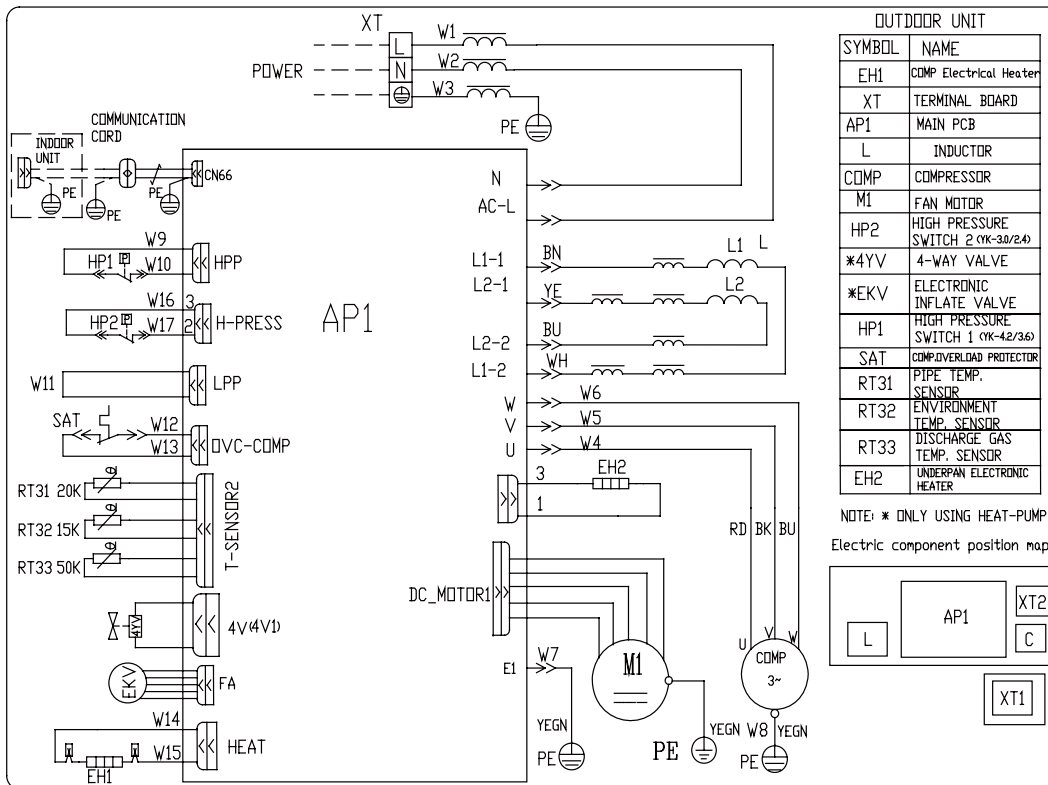 XT
W1
L
W2
POWER
N
W3
PE
COMMUNICATION
CORD
INDOOR
UNIT
PE
PE
PE
CN66
N
AC-L
W9
HP1
P
W10
HPP
W16
3
HP2
P
W17
2
H-PRESS
AP1
W11
LPP
SAT
W12
W13
OVC-COMP
RT31 20K
θ
RT32 15K
θ
RT33 50K
θ
T-SENSOR2
4YV
4V(4V1)
EKV
FA
W14
W15
HEAT
EH1
L1-1
BN
L1
L
L2-1
YE
L2
L2-2
BU
L1-2
WH
W
W6
V
W5
U
W4
3
EH2
1
RD
BK
BU
DC_MOTOR1
E1
W7
M1
YEGN
PE
YEGN
PE
U
V
W
COMP
3~
W8
YEGN
PE
OUTDOOR UNIT
SYMBOL NAME
EH1 COMP Electrical Heater
XT TERMINAL BOARD
AP1 MAIN PCB
L INDUCTOR
COMP COMPRESSOR
M1 FAN MOTOR
HP2 HIGH PRESSURE
SWITCH 2 (YK-3.0/2.4)
*4YV 4-WAY VALVE
*EKV ELECTRONIC
INFLATE VALVE
HP1 HIGH PRESSURE
SWITCH 1 (YK-4.2/3.6)
SAT COMP.OVERLOAD PROTECTOR
RT31 PIPE TEMP.
SENSOR
RT32 ENVIRONMENT
TEMP. SENSOR
RT33 DISCHARGE GAS
TEMP. SENSOR
EH2 UNDERPAN ELECTRONIC
HEATER
NOTE: * ONLY USING HEAT-PUMP
Electric component position map
L
AP1
XT2
C
XT1